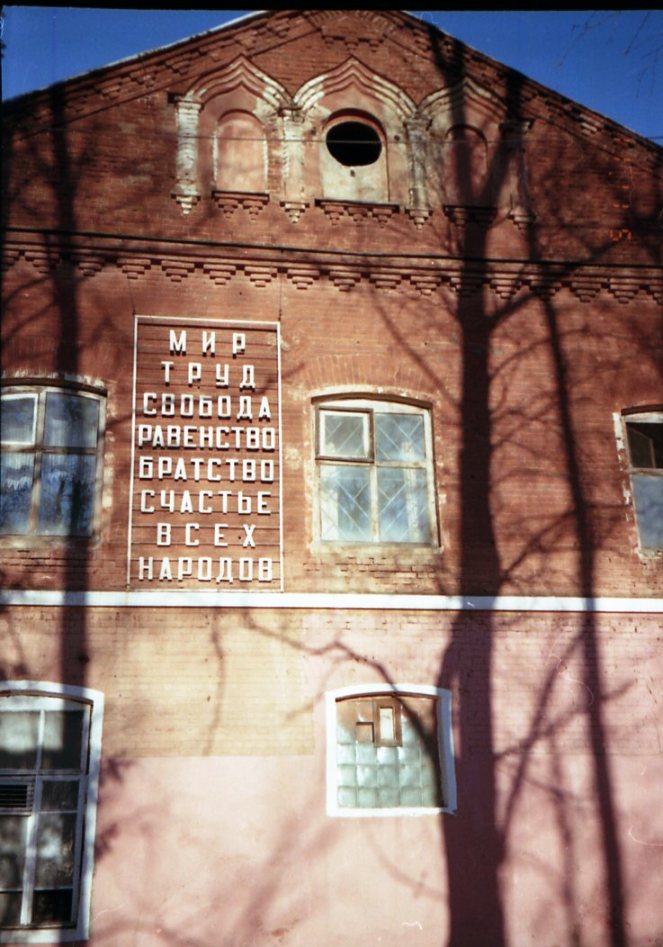 МИР
ТРУД
СВОБОДА
РАВЕНСТВО
БРАТСТВО
СЧАСТЬЕ
ВСЕХ
НАРОДОВ